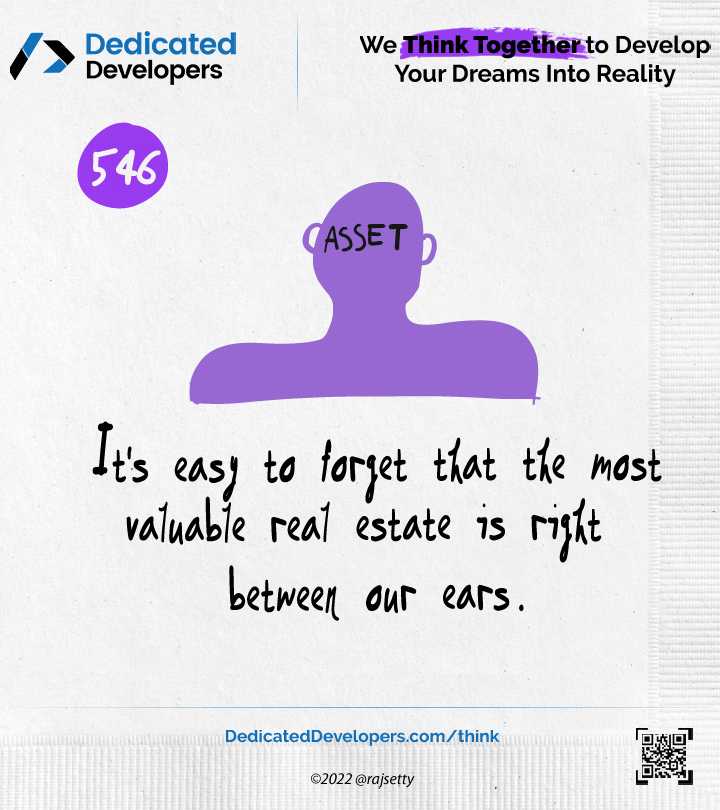 Dedicated
Developers
We Think Together to Develop
Your Dreams Into Reality
546
ASSET
It's easy to forget that the most
valuable real estate is right
between our ears.
DedicatedDevelopers.com/think
©2022 @rajsetty